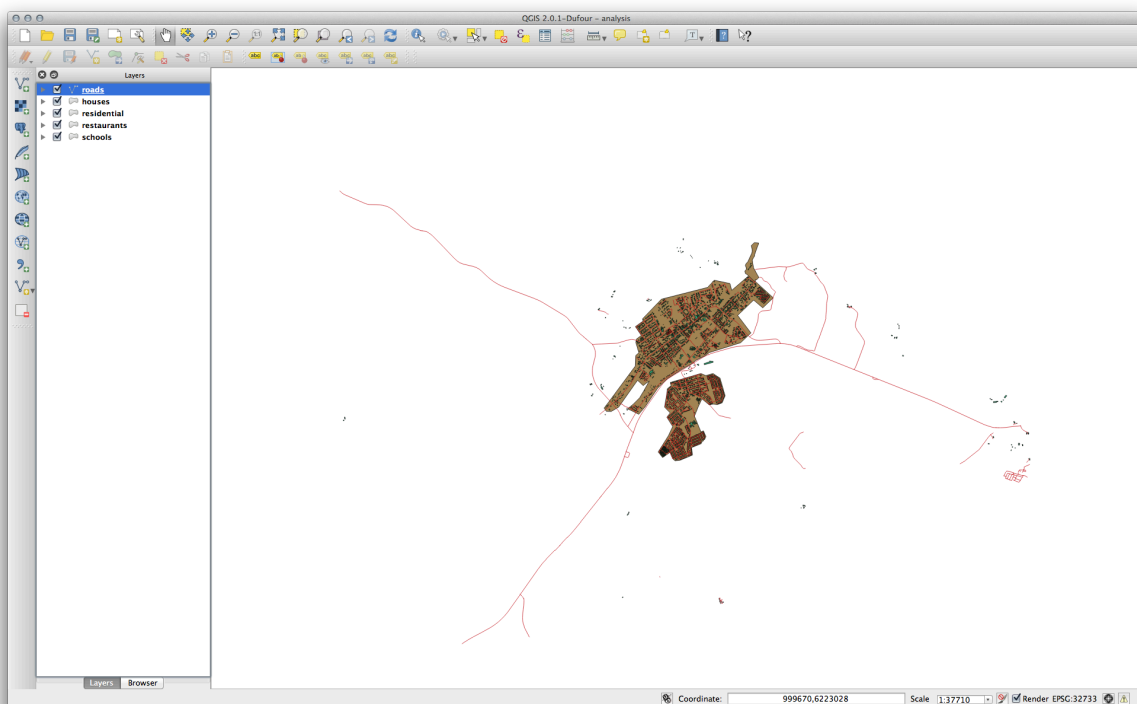 QGIS 2.0.1-Dufour - analysis
Layers
roads
houses
residential
restaurants
schools
Layers Browser
Coordinate: 999670,6223028 Scale 1:37710 Render EPSG:32733